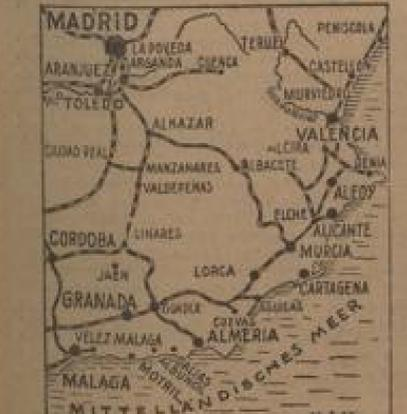 MADRID
PENISCOLA
LA POVEDA
TERUEL
ARANJUEZ
ARGANDA
CUENCA
CASTELLON
TOLEDO
MURVIEDRO
ALKAZAR
VALENCIA
CIUDAD REAL
ALCIRA
MANZANARES
ALBACETE
DENIA
VALDEPEÑAS
ALCOY
ELCHE
CORDOBA
LINARES
ALICANTE
MURCIA
JAEN
LORCA
CARTAGENA
GRANADA
GUADIX
AGUILAS
CUEVAS
VELEZ MALAGA
ALMERIA
MALAGA
MOTRIL
MITTELLÄNDISCHES MEER